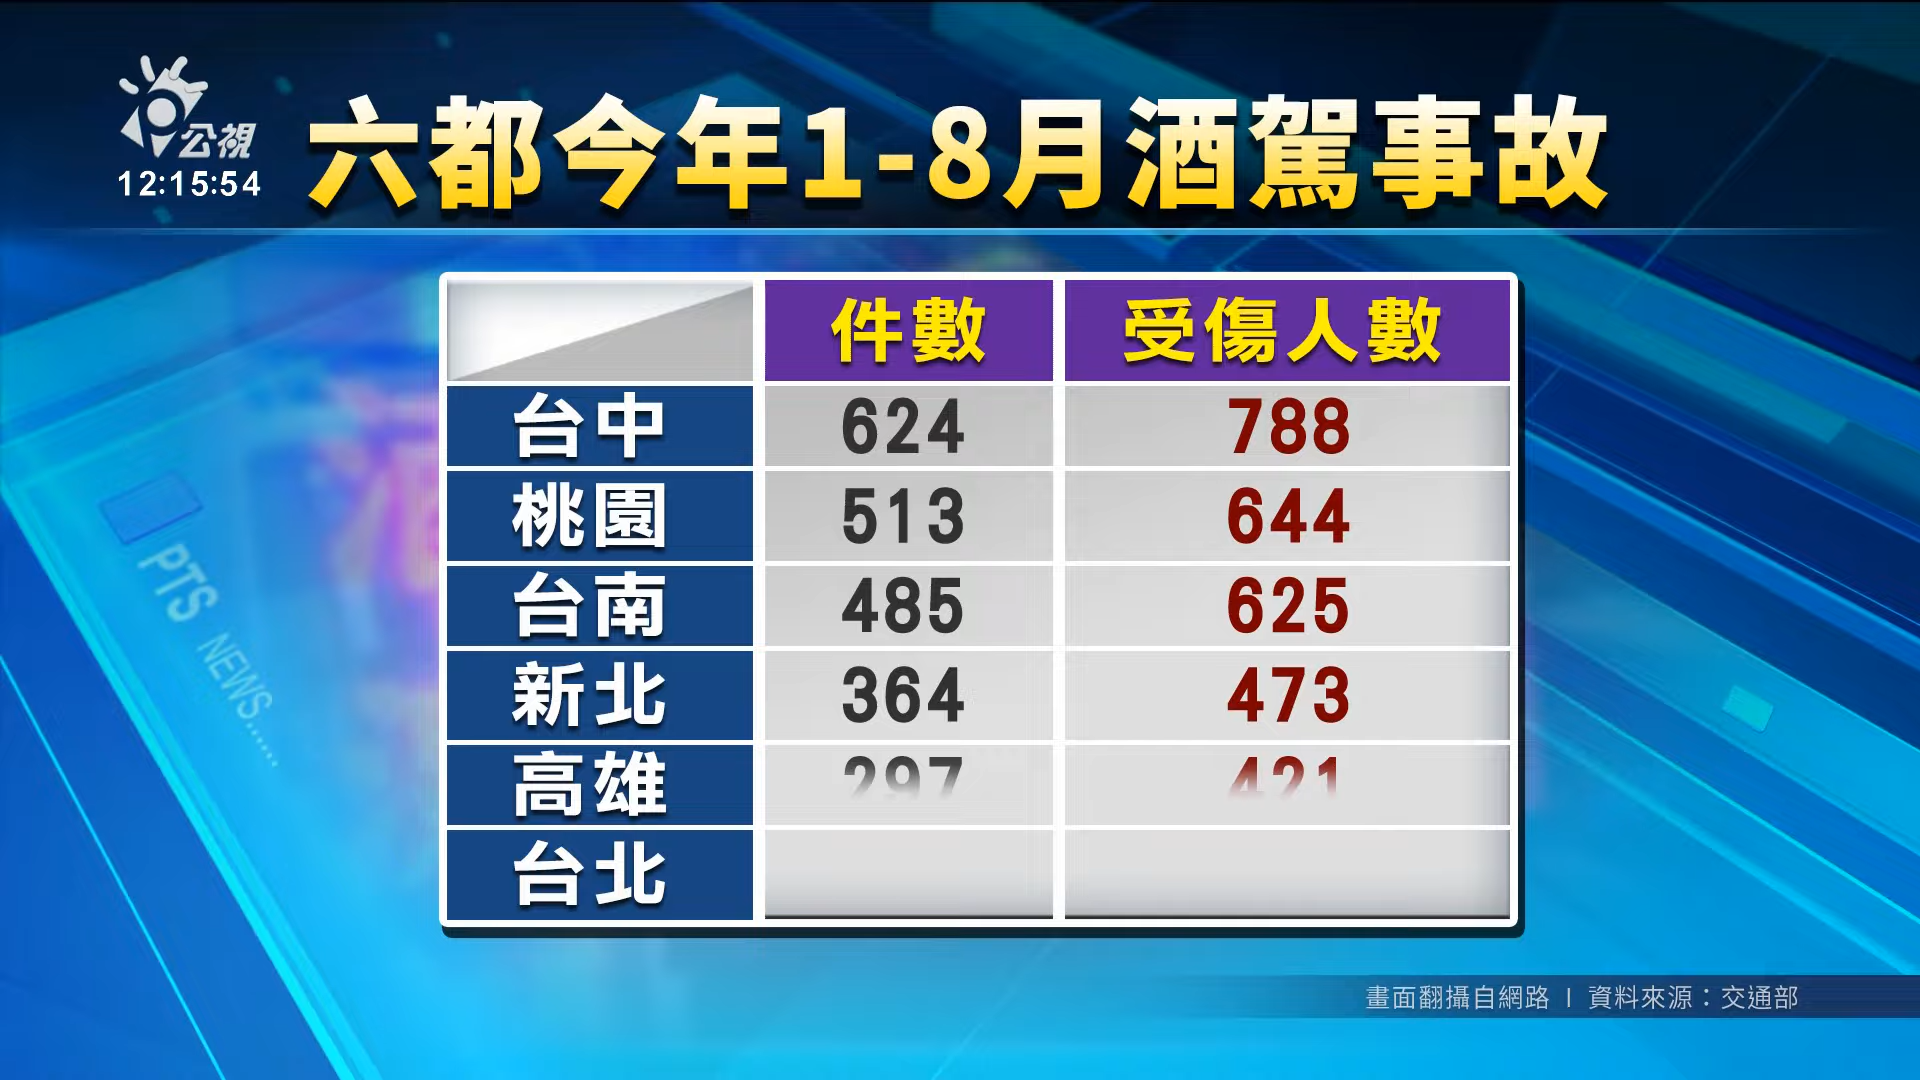 公視
12:15:54
六都今年1-8月酒駕事故
件數 受傷人數
台中 624 788
桃園 513 644
台南 485 625
新北 364 473
高雄 297 421
台北
PTS NEWS.....
畫面翻攝自網路 | 資料來源：交通部